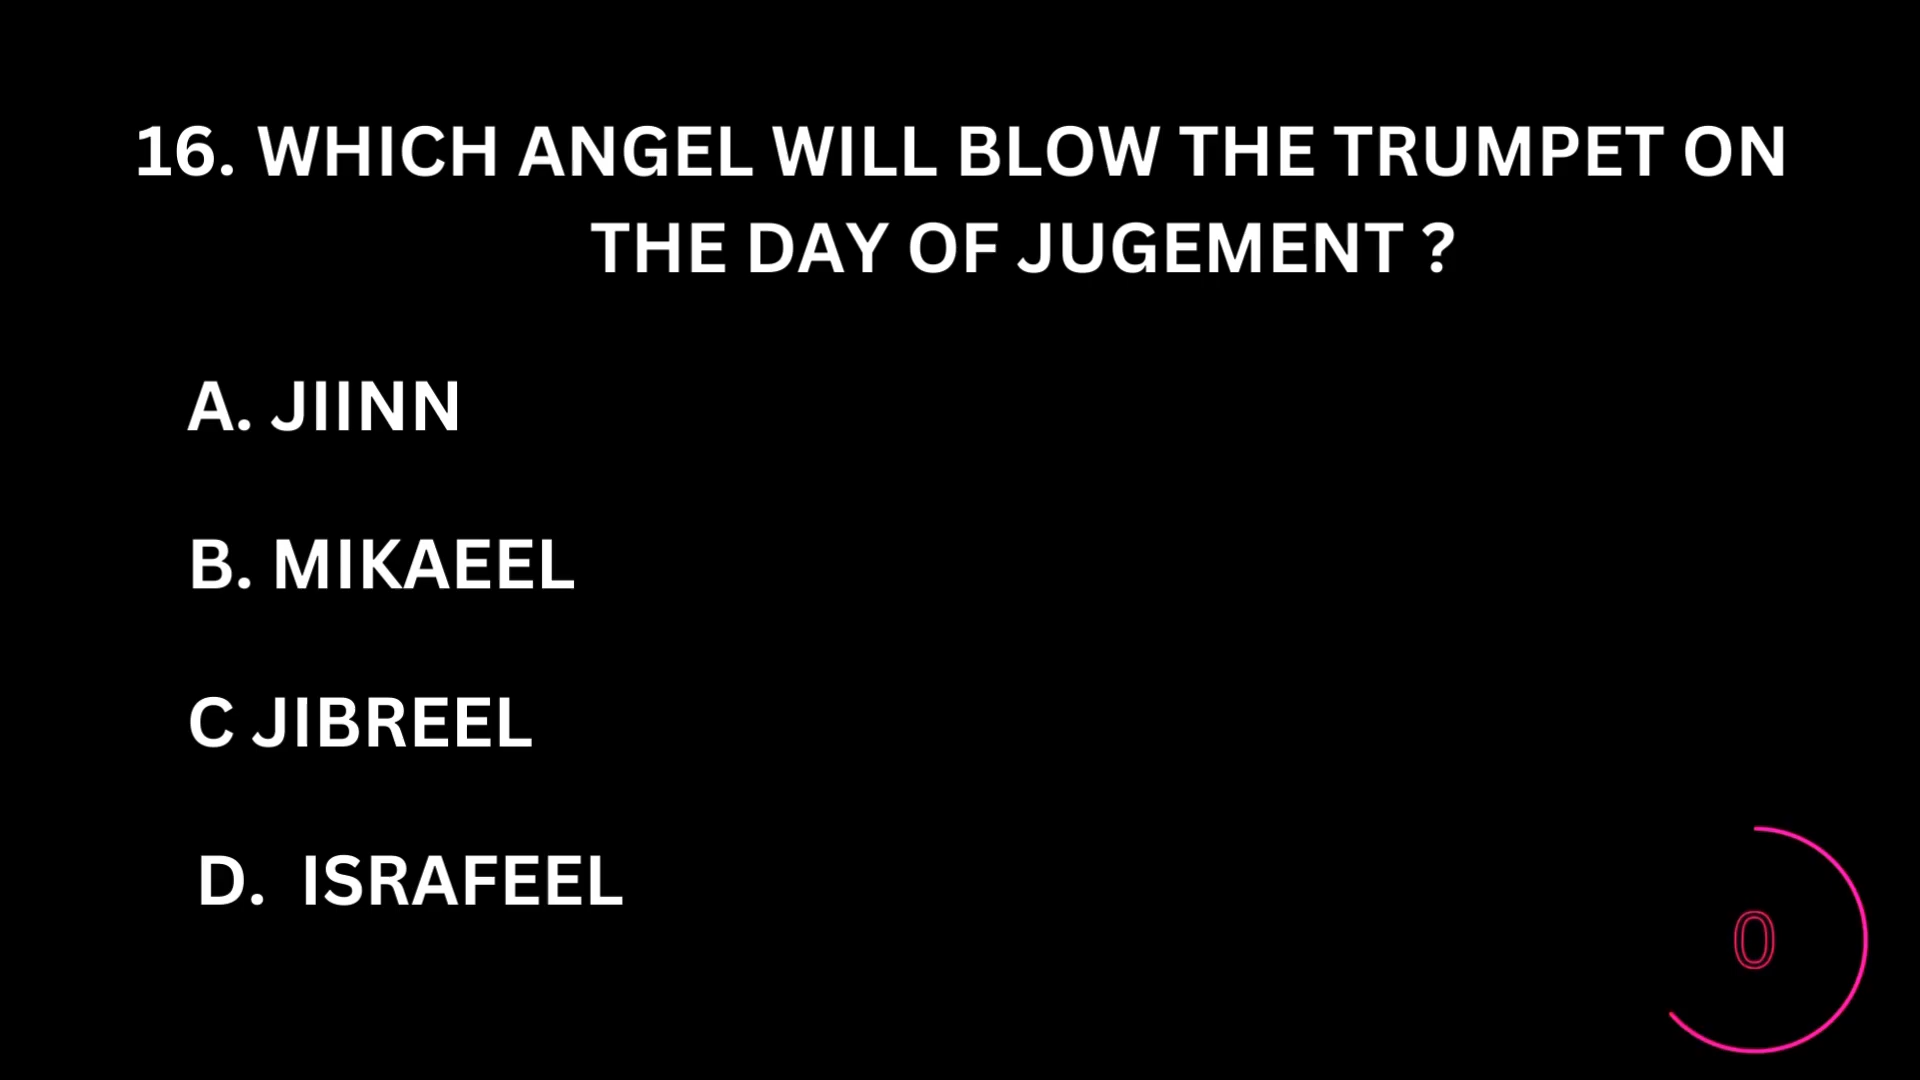 16. WHICH ANGEL WILL BLOW THE TRUMPET ON
THE DAY OF JUGEMENT ?
A. JIINN
B. MIKAEEL
C JIBREEL
D. ISRAFEEL
0